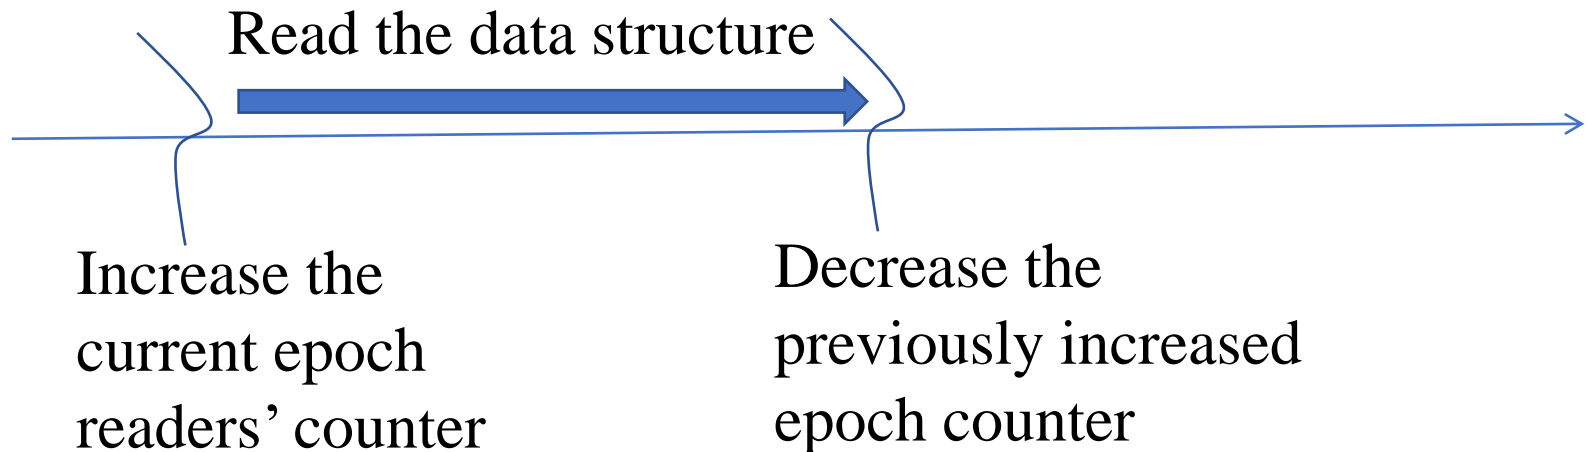 Read the data structure
Increase the
current epoch
readers’ counter
Decrease the
previously increased
epoch counter